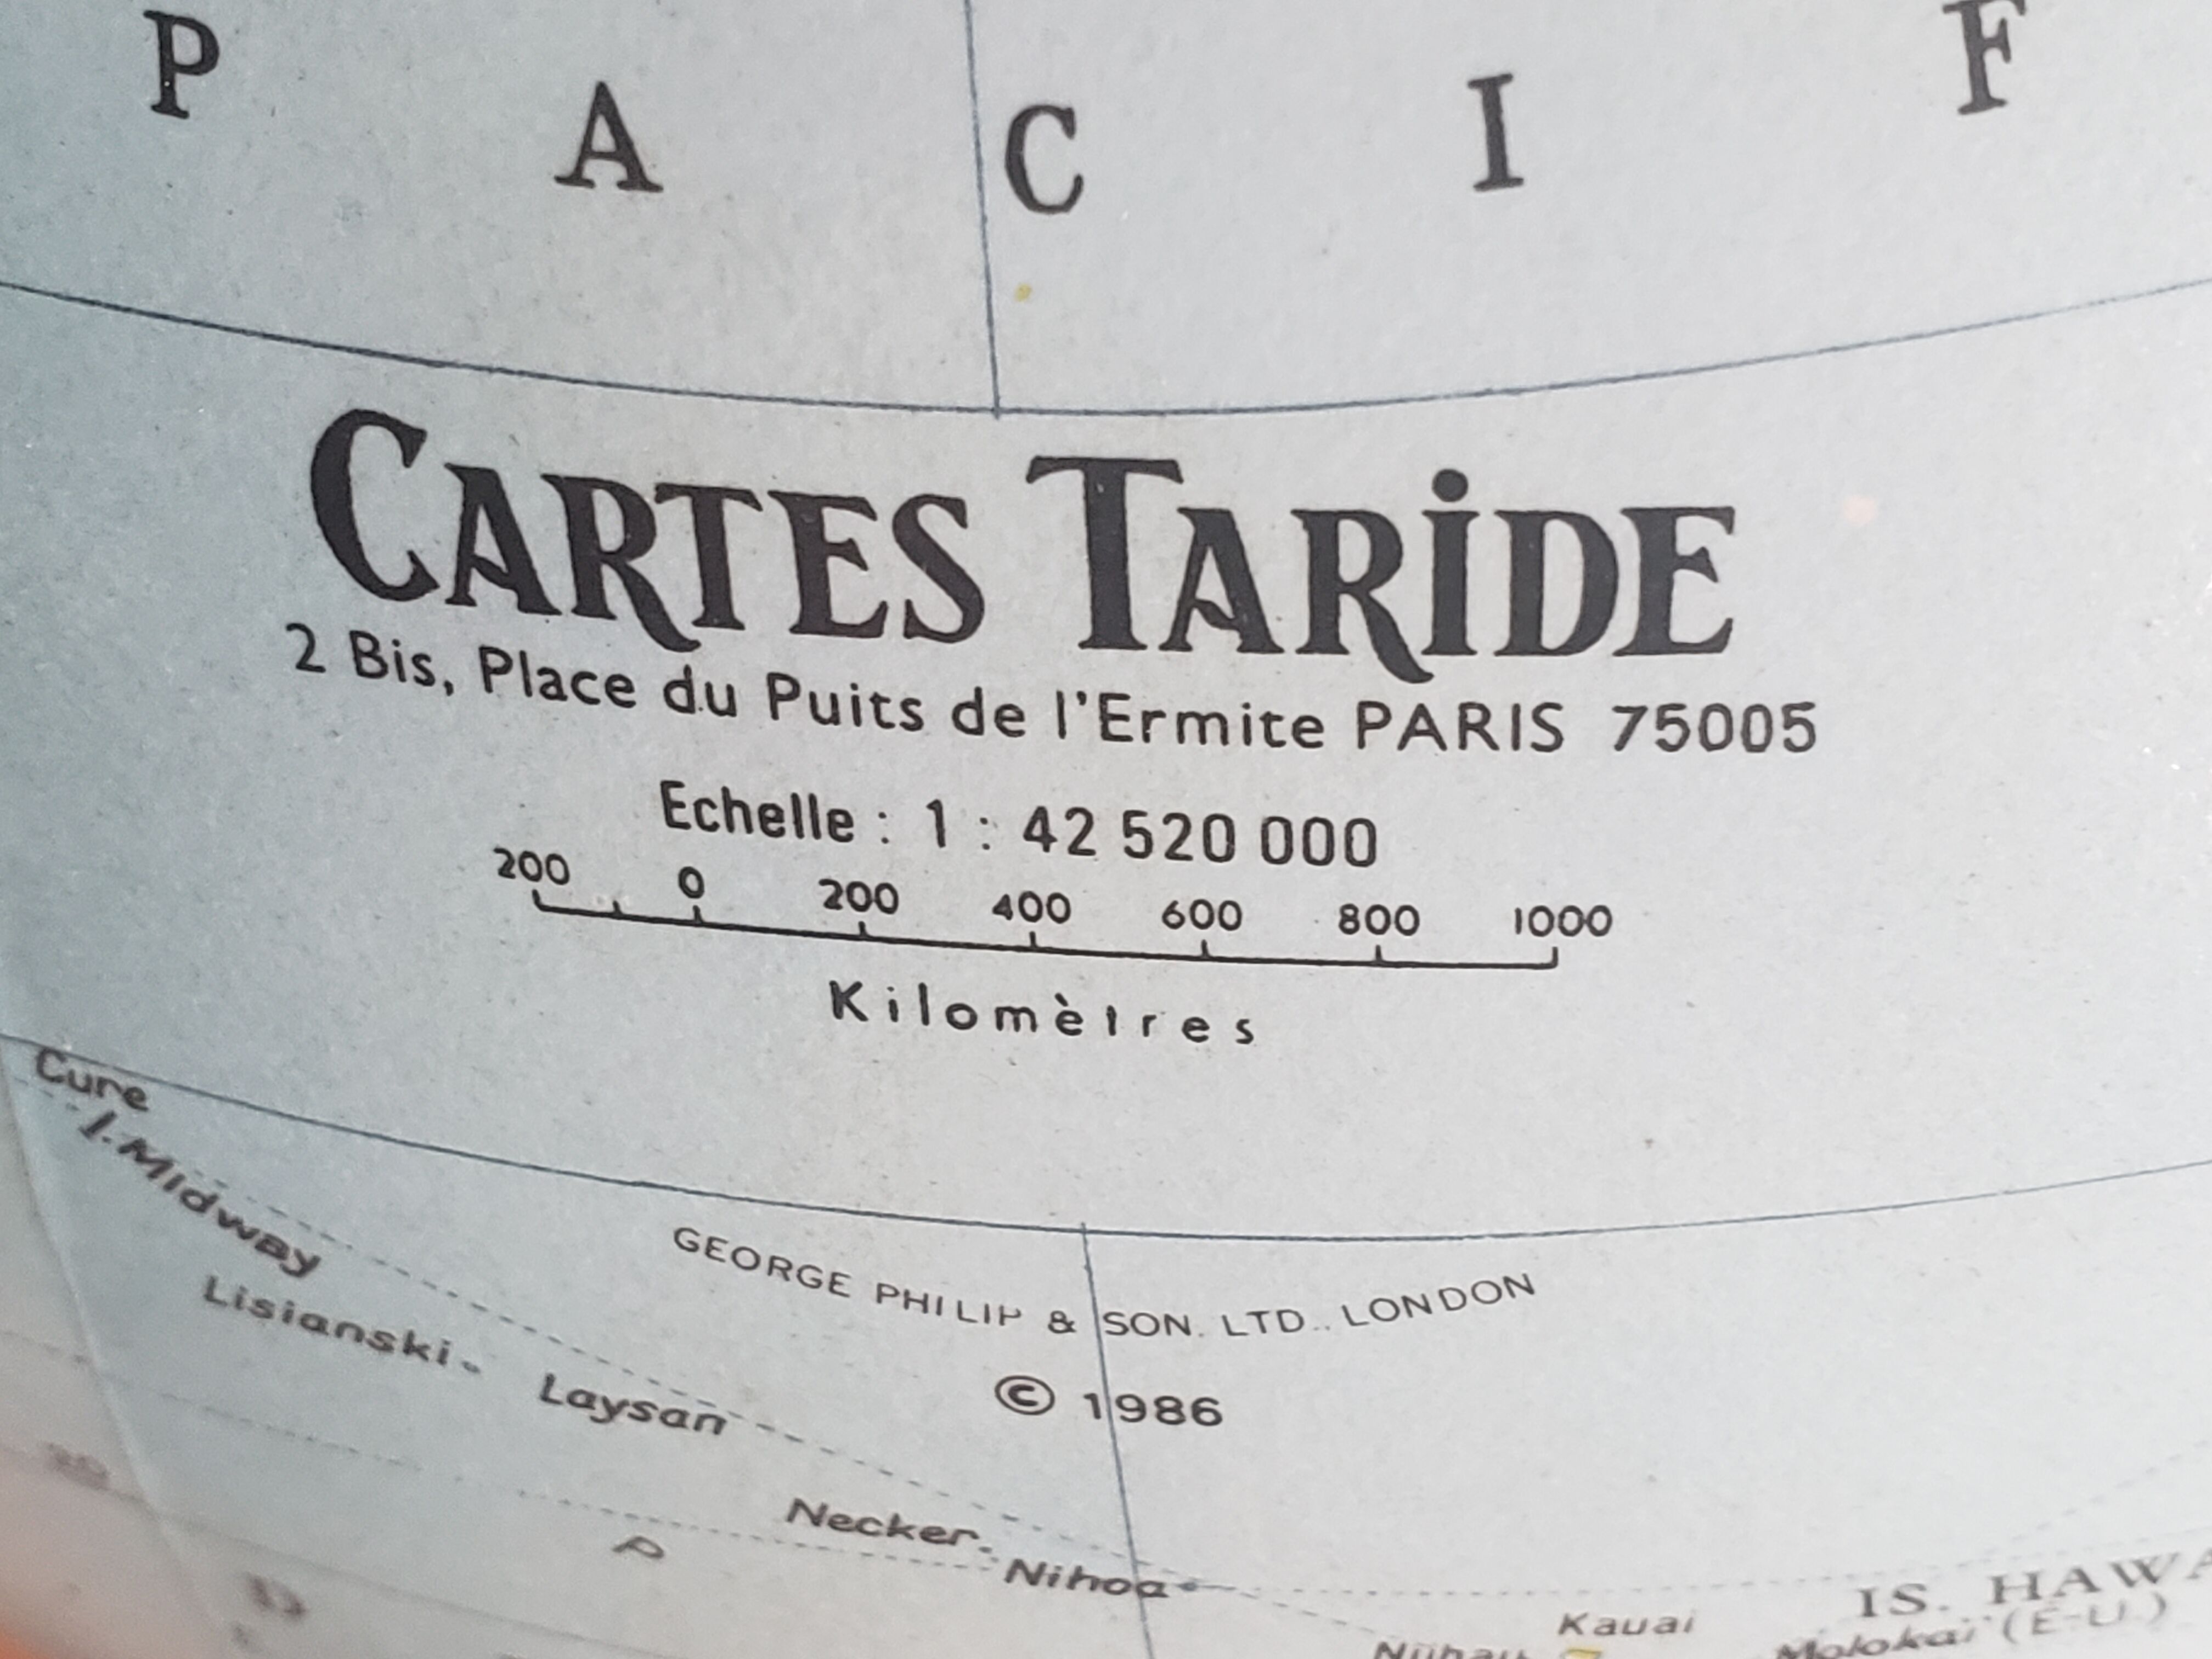 P A C I F
CARTES TARIDE
2 Bis, Place du Puits de l'Ermite PARIS 75005
Echelle : 1 : 42 520 000
200 0 200 400 600 800 1000
Kilomètres
Cure
I. Midway
GEORGE PHILIP & SON. LTD.. LONDON
Lisianski
Laysan
© 1986
Necker
Nihoa
IS. HAWA
Kauai
Molokai (E-U.)